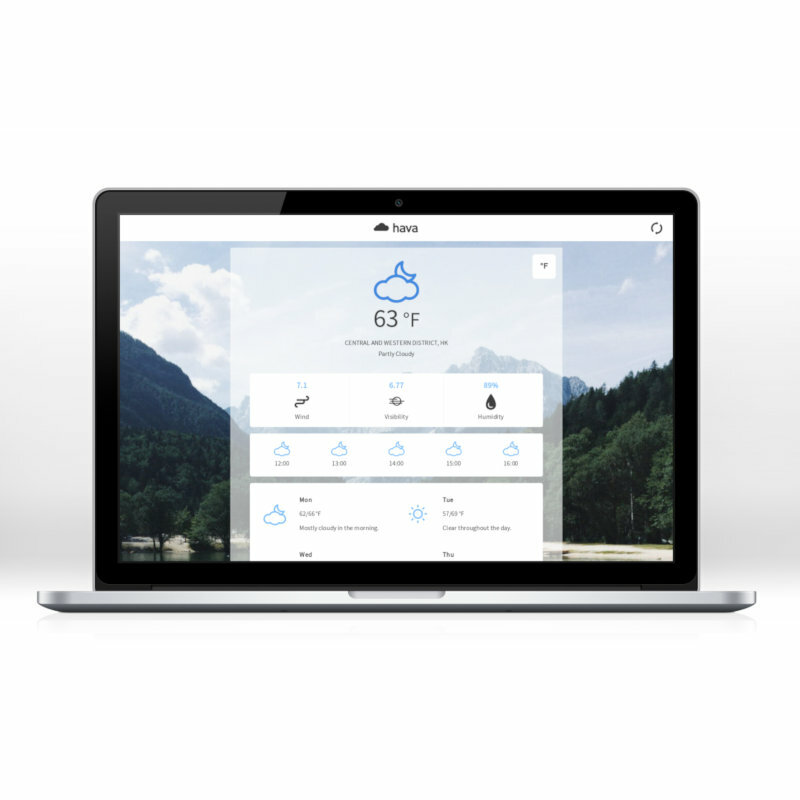 hava
°F
63 °F
CENTRAL AND WESTERN DISTRICT, HK
Partly Cloudy
7.1 6.77 89%
Wind Visibility Humidity
12:00 13:00 14:00 15:00 16:00
Mon Tue
62/66 °F 57/69 °F
Mostly cloudy in the morning. Clear throughout the day.
Wed Thu